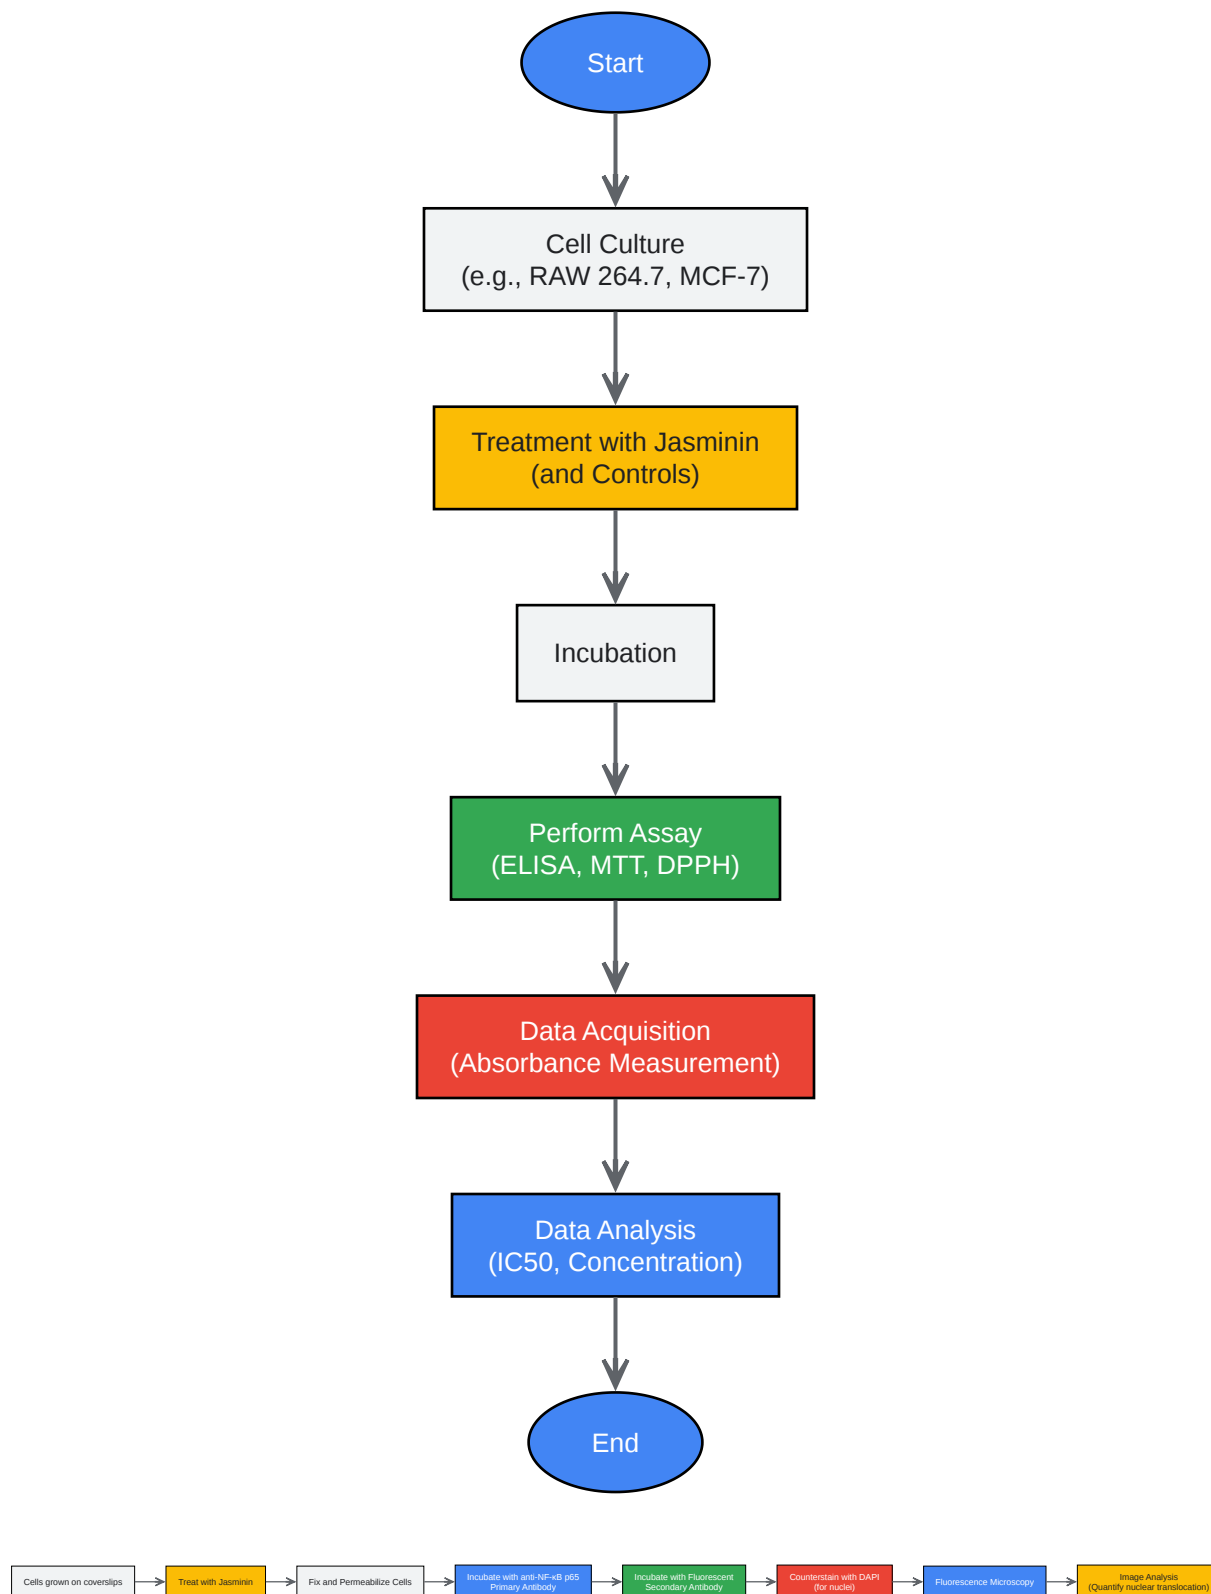 Start
Cell Culture
(e.g., RAW 264.7, MCF-7)
Treatment with Jasminin
(and Controls)
Incubation
Perform Assay
(ELISA, MTT, DPPH)
Data Acquisition
(Absorbance Measurement)
Data Analysis
(IC50, Concentration)
End
Cells grown on coverslips
Treat with Jasminin
Fix and Permeabilize Cells
Incubate with anti-NF-κB p65
Primary Antibody
Incubate with Fluorescent
Secondary Antibody
Counterstain with DAPI
(for nuclei)
Fluorescence Microscopy
Image Analysis
(Quantify nuclear translocation)